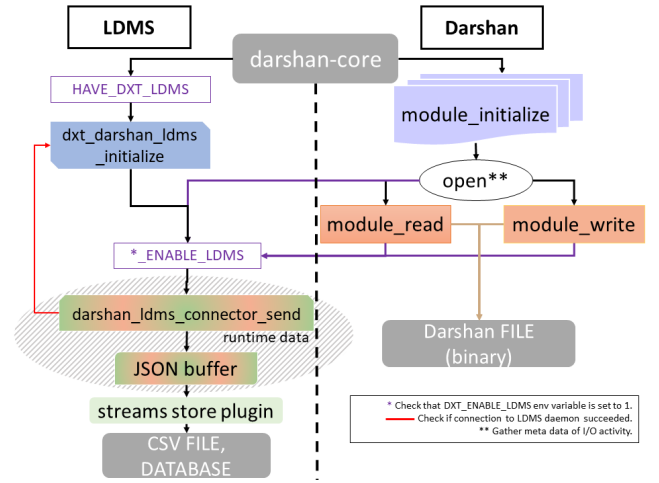 LDMS
Darshan
darshan-core
HAVE_DXT_LDMS
module_initialize
dxt_darshan_ldms
_initialize
open**
module_read
module_write
*_ENABLE_LDMS
darshan_ldms_connector_send
runtime data
Darshan FILE
(binary)
JSON buffer
streams store plugin
CSV FILE,
DATABASE
* Check that DXT_ENABLE_LDMS env variable is set to 1.
Check if connection to LDMS daemon succeeded.
** Gather meta data of I/O activity.